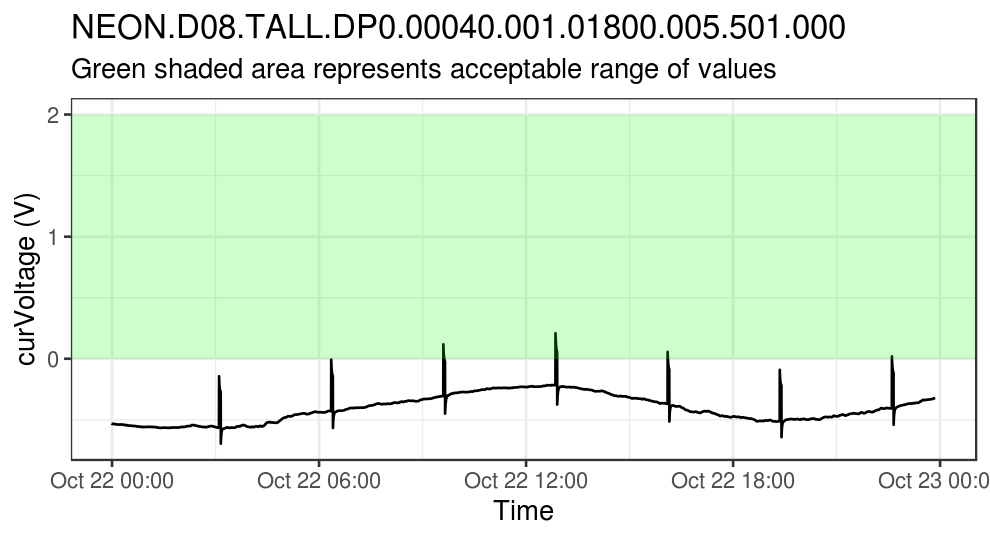 NEON.D08.TALL.DP0.00040.001.01800.005.501.000
Green shaded area represents acceptable range of values
curVoltage (V)
2
1
0
Oct 22 00:00 Oct 22 06:00 Oct 22 12:00 Oct 22 18:00 Oct 23 00:0
Time